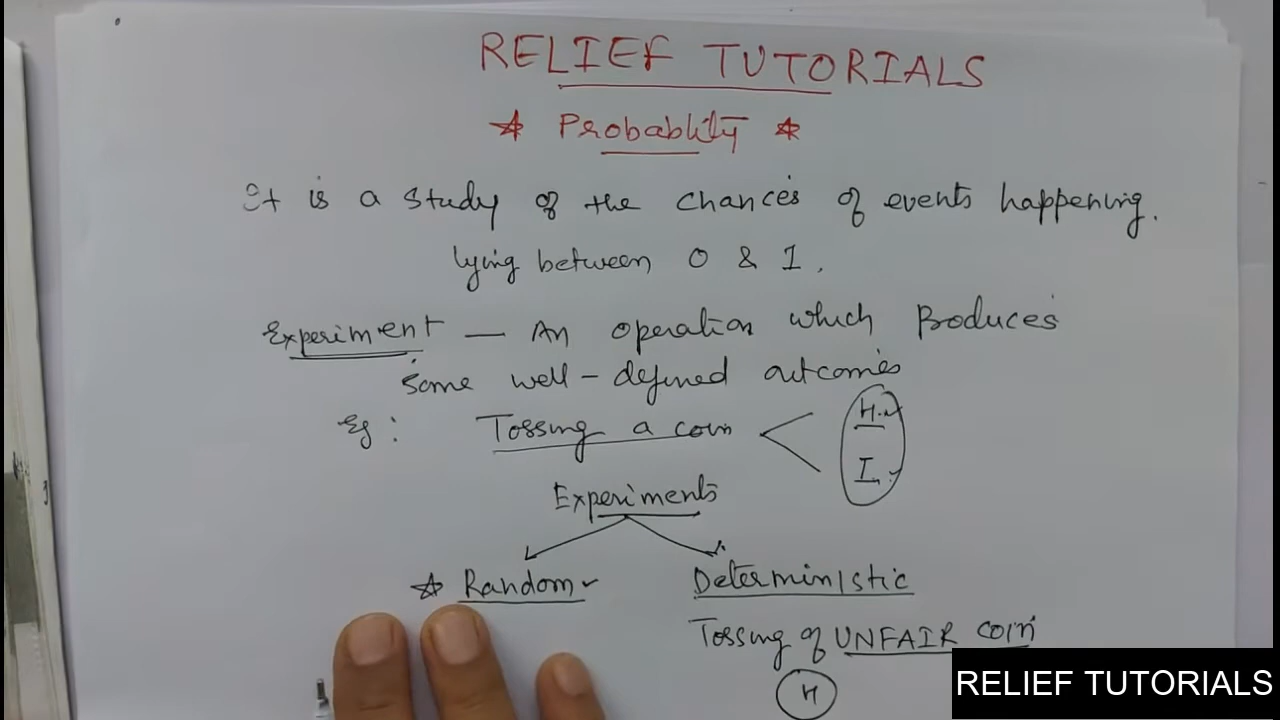 RELIEF TUTORIALS
☆ Probablity ☆
It is a study of the chances of events happening.
lying between 0 & 1.
Experiment — An operation which Produces
some well-defined outcomes
Eg: Tossing a coin < H
T
Experiments
☆ Random ✓ Deterministic
Tossing of UNFAIR coin
H
RELIEF TUTORIALS